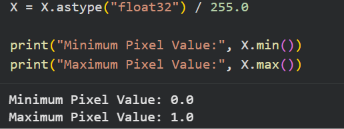 X = X.astype("float32") / 255.0
print("Minimum Pixel Value:", X.min())
print("Maximum Pixel Value:", X.max())
Minimum Pixel Value: 0.0
Maximum Pixel Value: 1.0